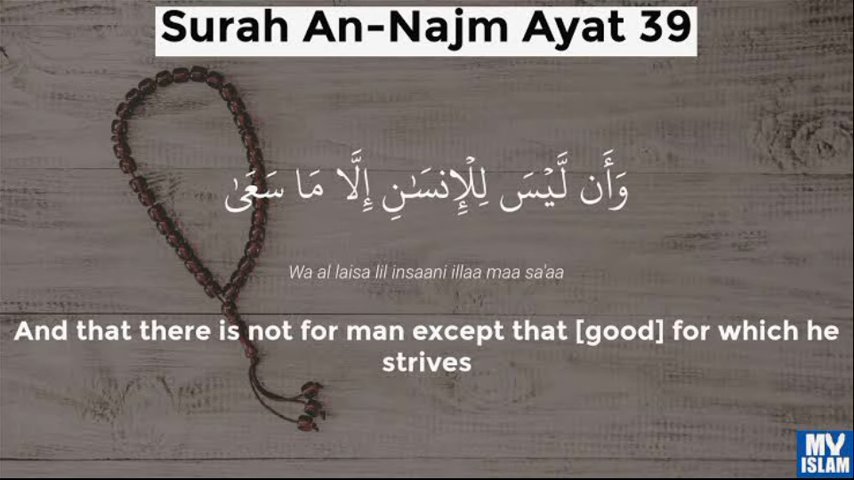 Surah An-Najm Ayat 39
وَأَن لَّيْسَ لِلْإِنسَـٰنِ إِلَّا مَا سَعَىٰ
Wa al laisa lil insaani illaa maa sa'aa
And that there is not for man except that [good] for which he
strives
MY
ISLAM